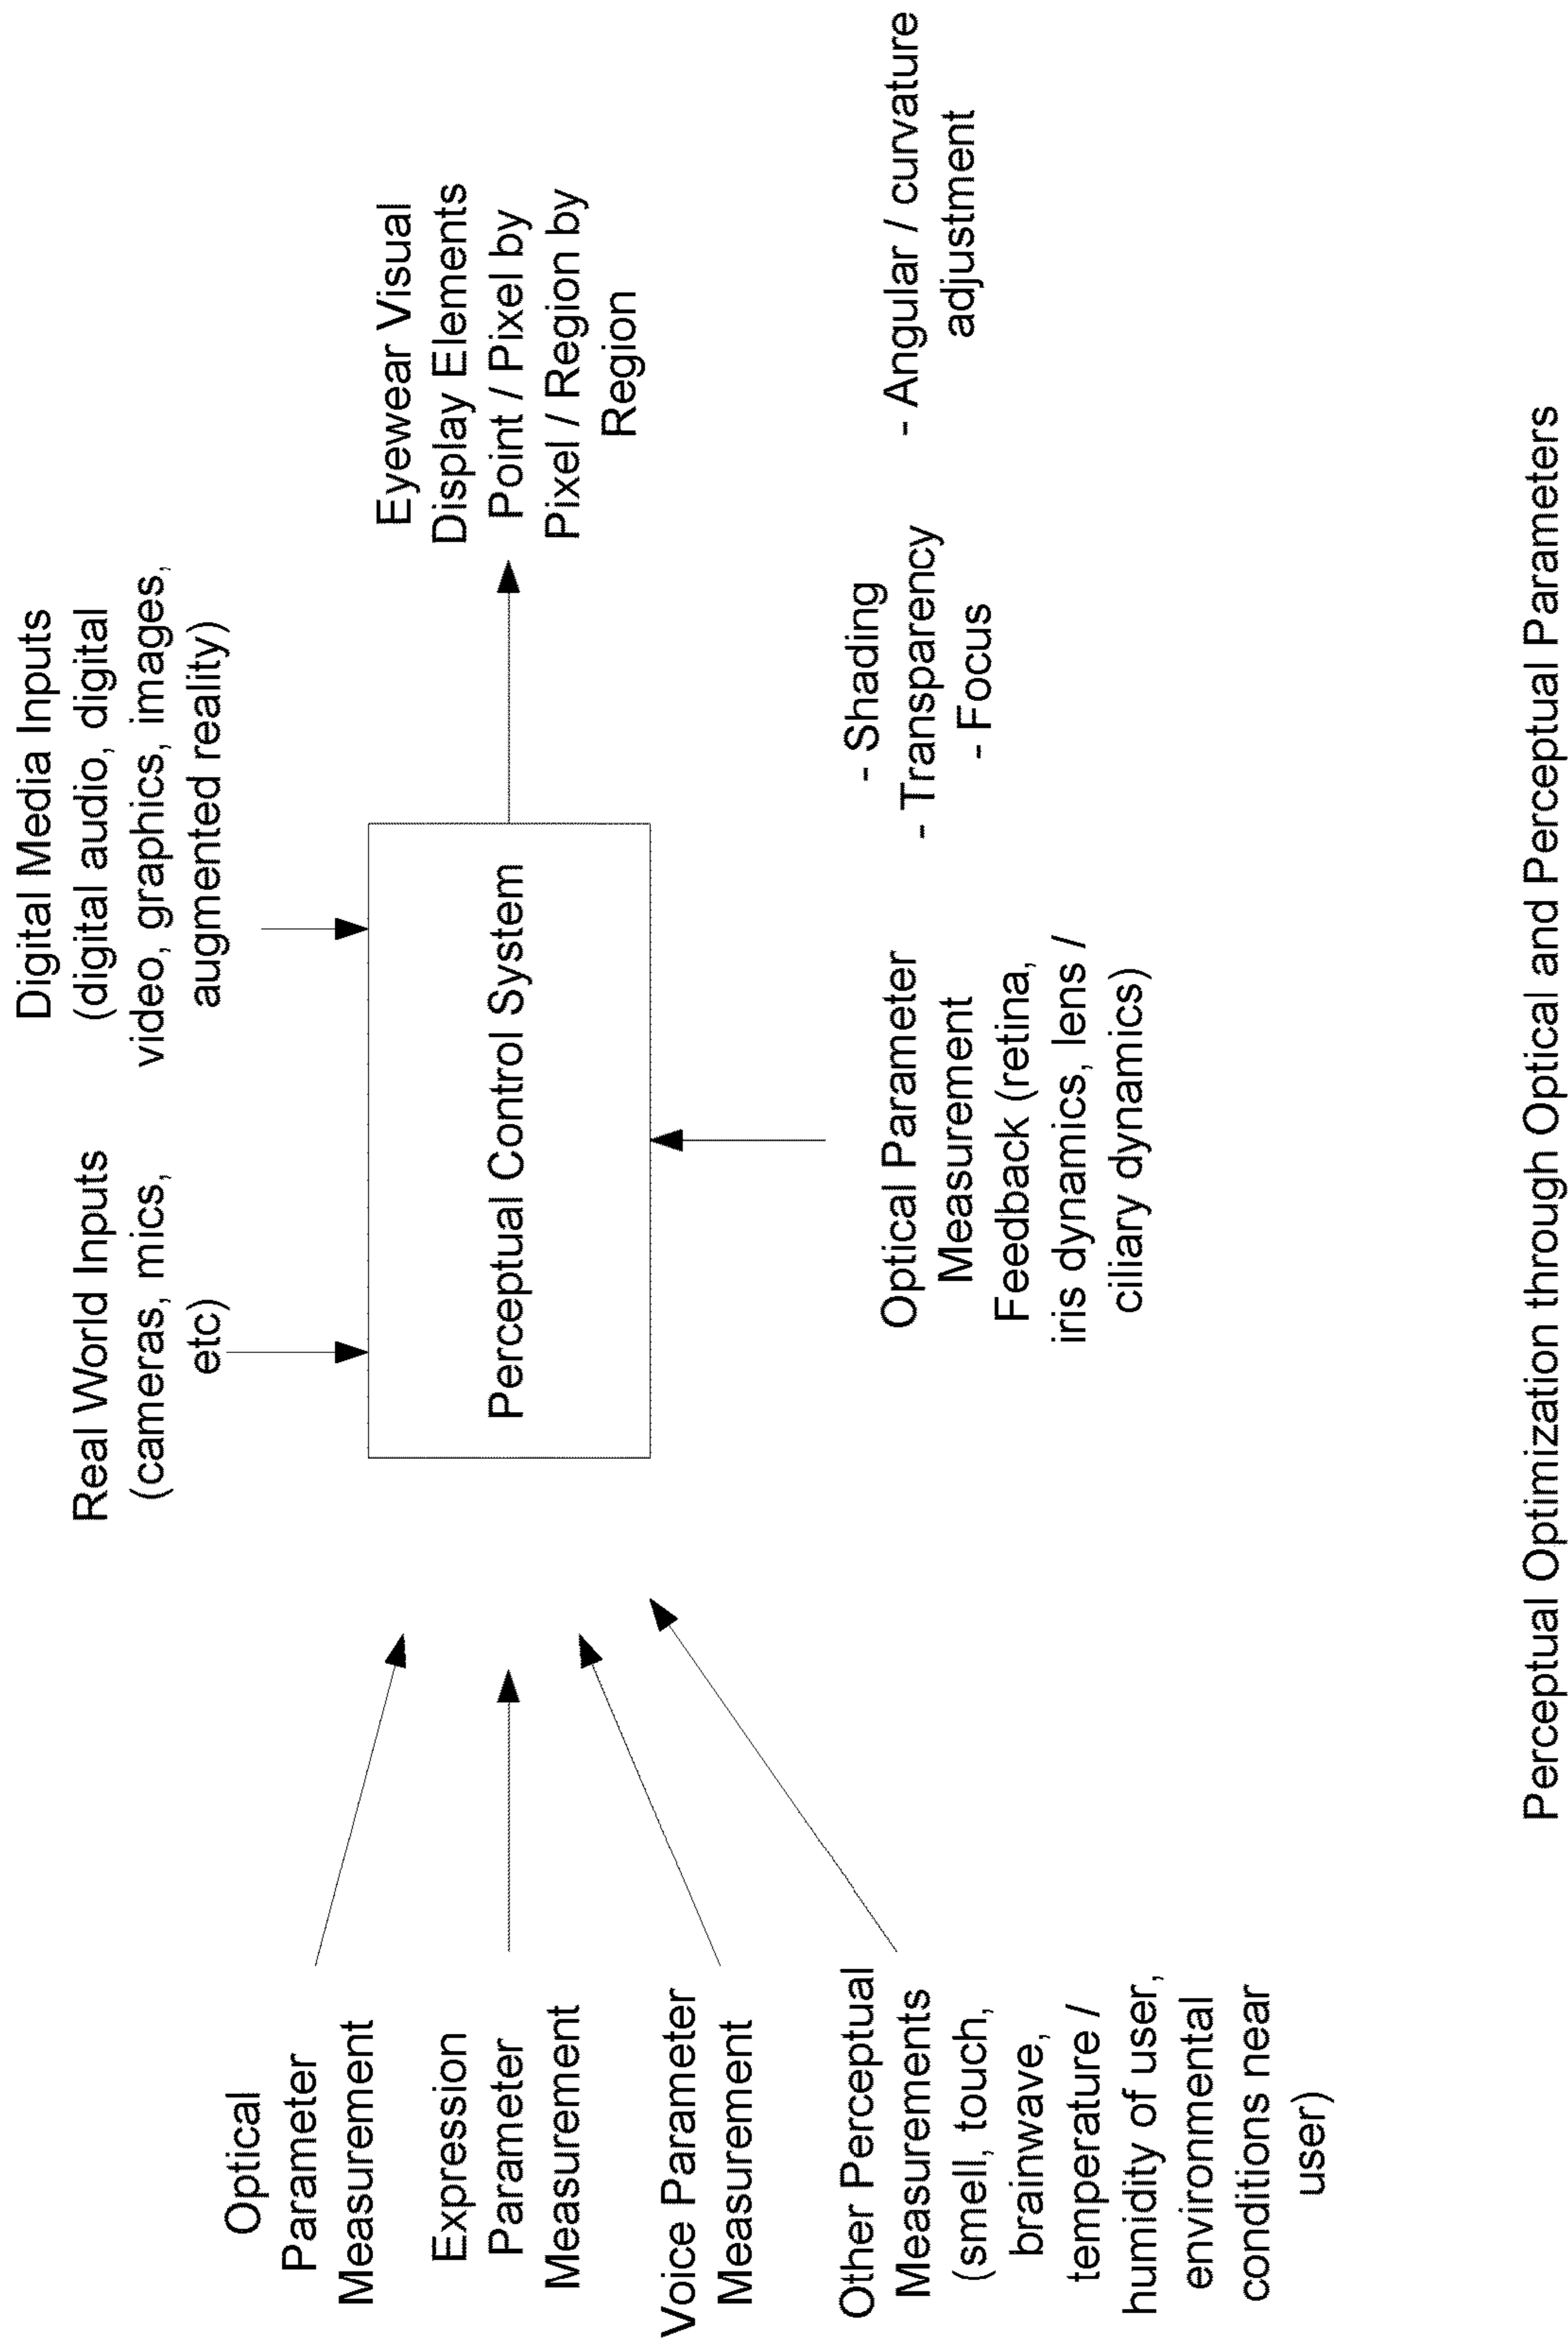 Digital Media Inputs
(digital audio, digital
video, graphics, images,
augmented reality)
Real World Inputs
(cameras, mics,
etc)
Optical
Parameter
Measurement
Expression
Parameter
Measurement
Voice Parameter
Measurement
Other Perceptual
Measurements
(smell, touch,
brainwave,
temperature /
humidity of user,
environmental
conditions near
user)
Perceptual Control System
Eyewear Visual
Display Elements
Point / Pixel by
Pixel / Region by
Region
Optical Parameter
Measurement
Feedback (retina,
iris dynamics, lens /
ciliary dynamics)
- Shading
- Transparency
- Focus
- Angular / curvature
adjustment
Perceptual Optimization through Optical and Perceptual Parameters